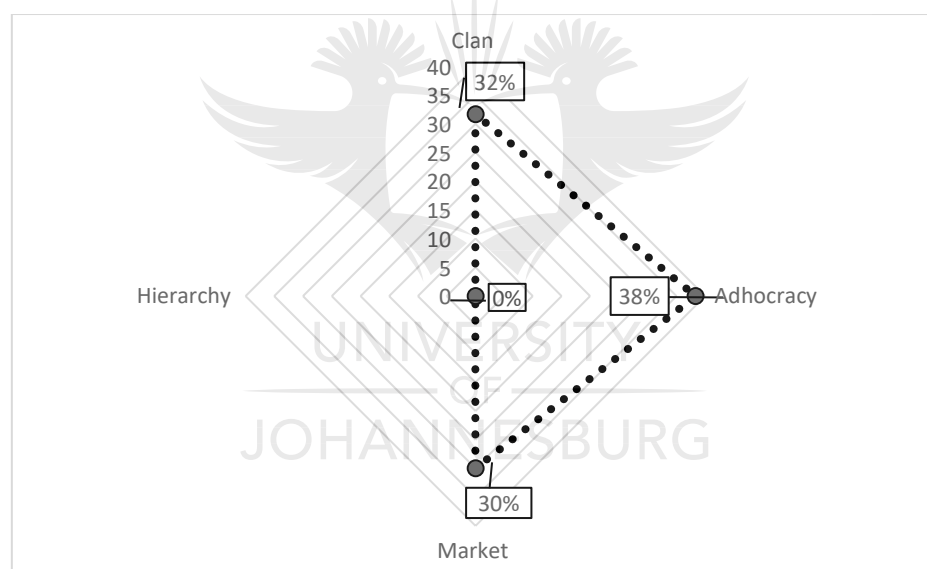 Clan
40
32%
35
30
25
20
15
10
5
Hierarchy
0
0%
38%
Adhocracy
UNIVERSITY
OF
JOHANNESBURG
30%
Market